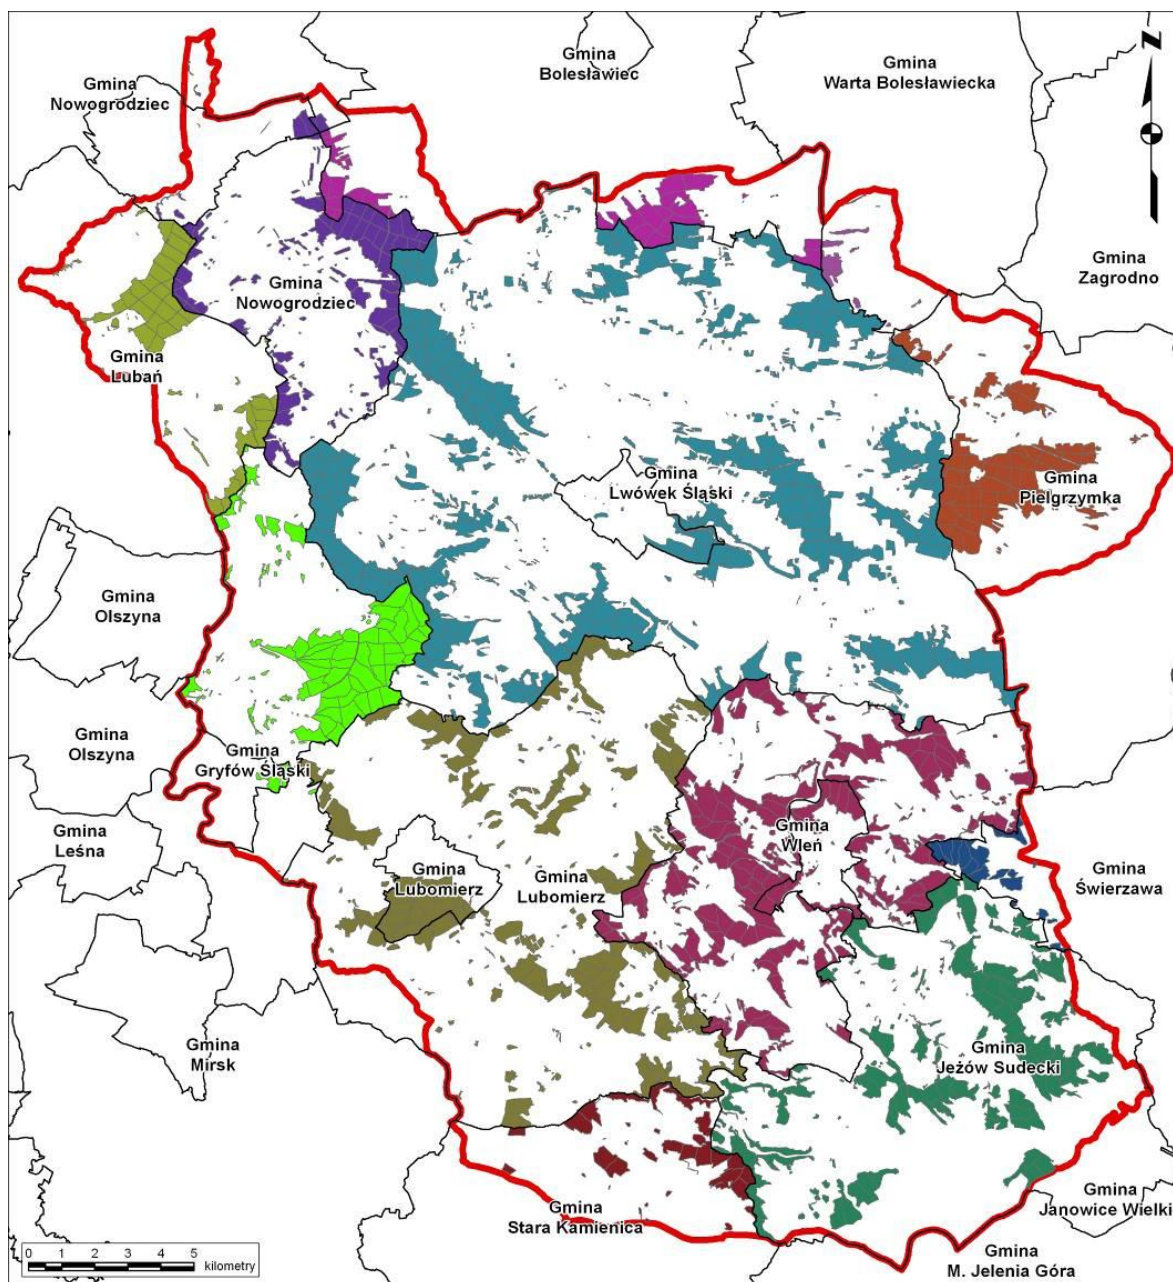 Gmina
Bolesławiec
Gmina
Warta Bolesławiecka
Gmina
Nowogrodziec
N
Gmina
Zagrodno
Gmina
Nowogrodziec
Gmina
Lubań
Gmina
Lwówek Śląski
Gmina
Pielgrzymka
Gmina
Olszyna
Gmina
Olszyna
Gmina
Gryfów Śląski
Gmina
Leśna
Gmina
Wleń
Gmina
Lubomierz
Gmina
Lubomierz
Gmina
Świerzawa
Gmina
Mirsk
Gmina
Jeżów Sudecki
Gmina
Stara Kamienica
Gmina
Janowice Wielki
Gmina
M. Jelenia Góra
0 1 2 3 4 5
kilometry